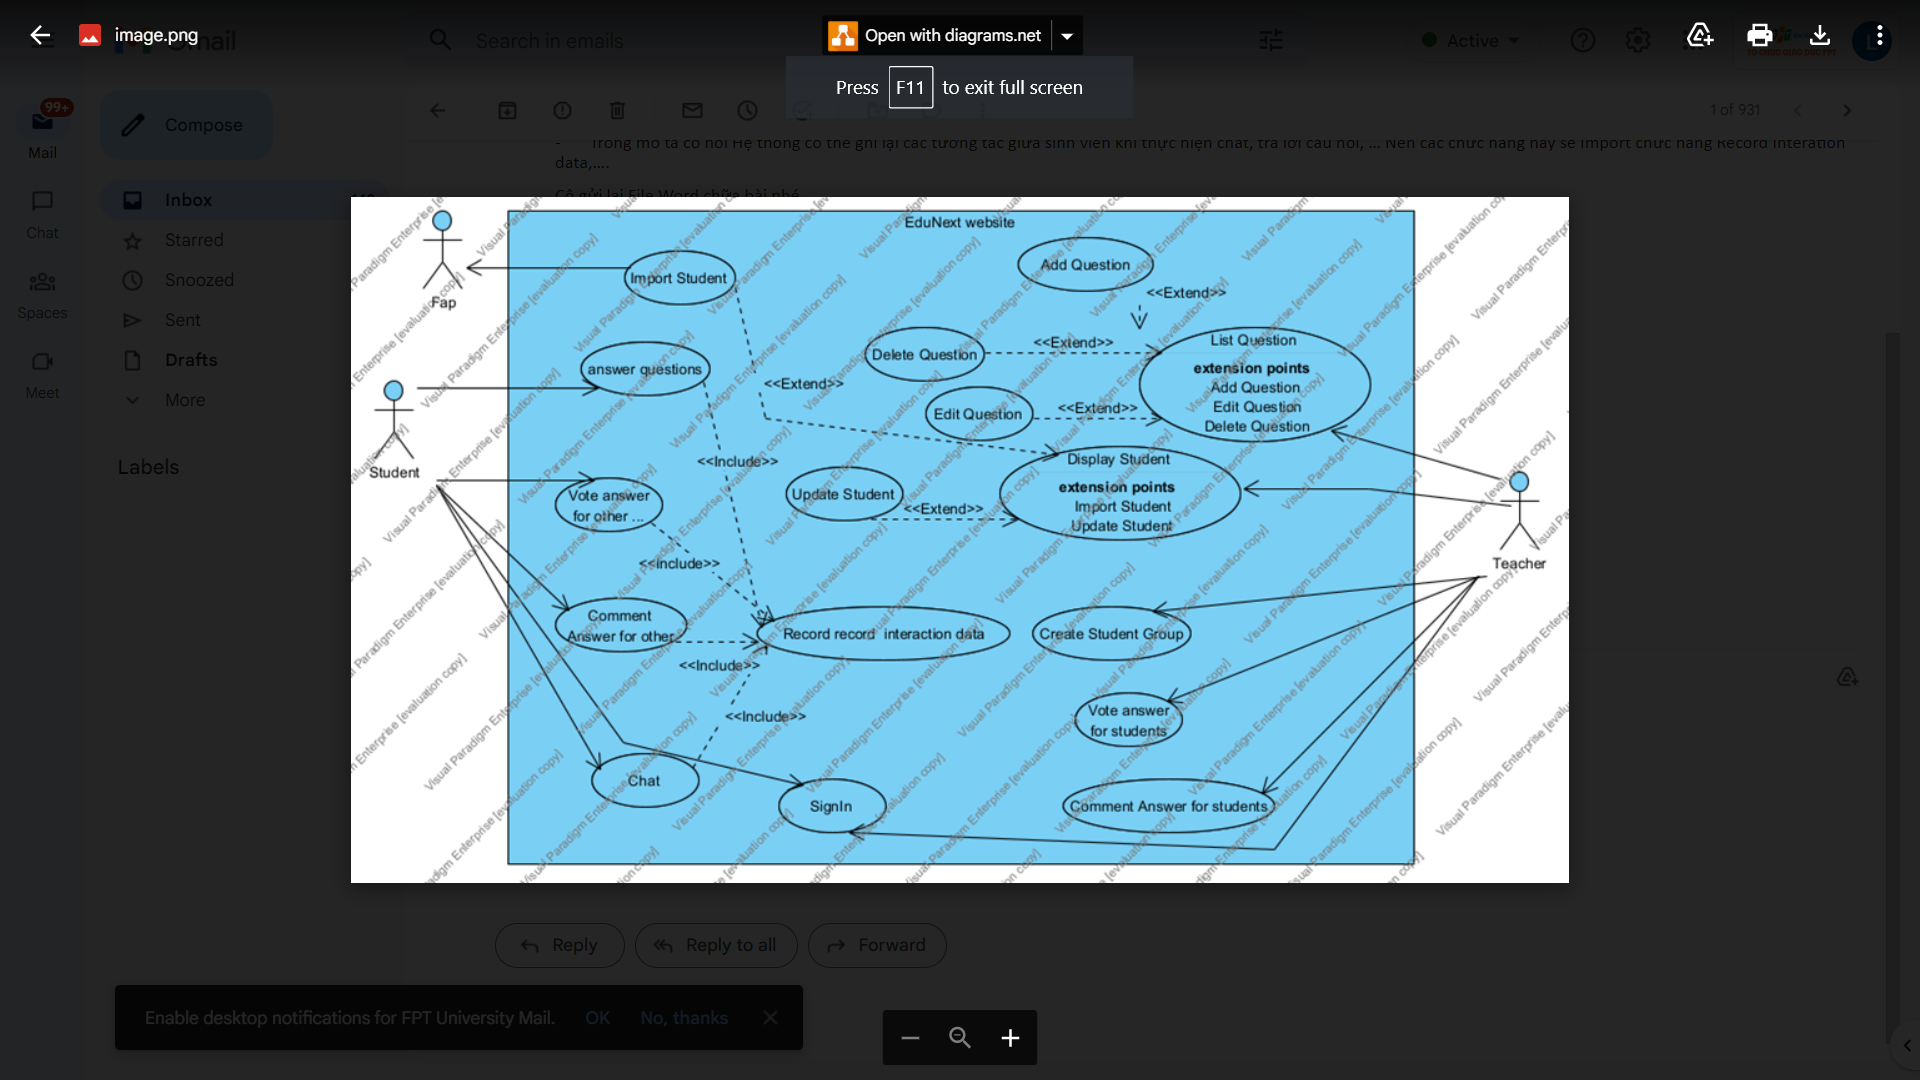 image.png
Gmail
Search in emails
Open with diagrams.net
Active
Press F11 to exit full screen
99+
Compose
Mail
1 of 931
- Trong mô tả có nói Hệ thống có thể ghi lại các tương tác giữa sinh viên khi thực hiện chat, trả lời câu hỏi, ... Nên các chức năng này sẽ Import chức năng Record Interation
data,....
Cô gửi lại File Word chữa bài nhé
Inbox
Chat
Starred
Snoozed
Spaces
Sent
Drafts
Meet
More
Labels
EduNext website
Fap
Import Student
Add Question
<<Extend>>
Delete Question
<<Extend>>
List Question
extension points
Add Question
Edit Question
Delete Question
answer questions
<<Extend>>
Edit Question
<<Extend>>
Student
<<Include>>
Display Student
extension points
Import Student
Update Student
Update Student
<<Extend>>
Vote answer
for other ...
<<Include>>
Teacher
Comment
Answer for other
Record record interaction data
Create Student Group
<<Include>>
<<Include>>
Vote answer
for students
Chat
SignIn
Comment Answer for students
Visual Paradigm Enterprise [evaluation copy]
Reply
Reply to all
Forward
Enable desktop notifications for FPT University Mail.
OK
No, thanks